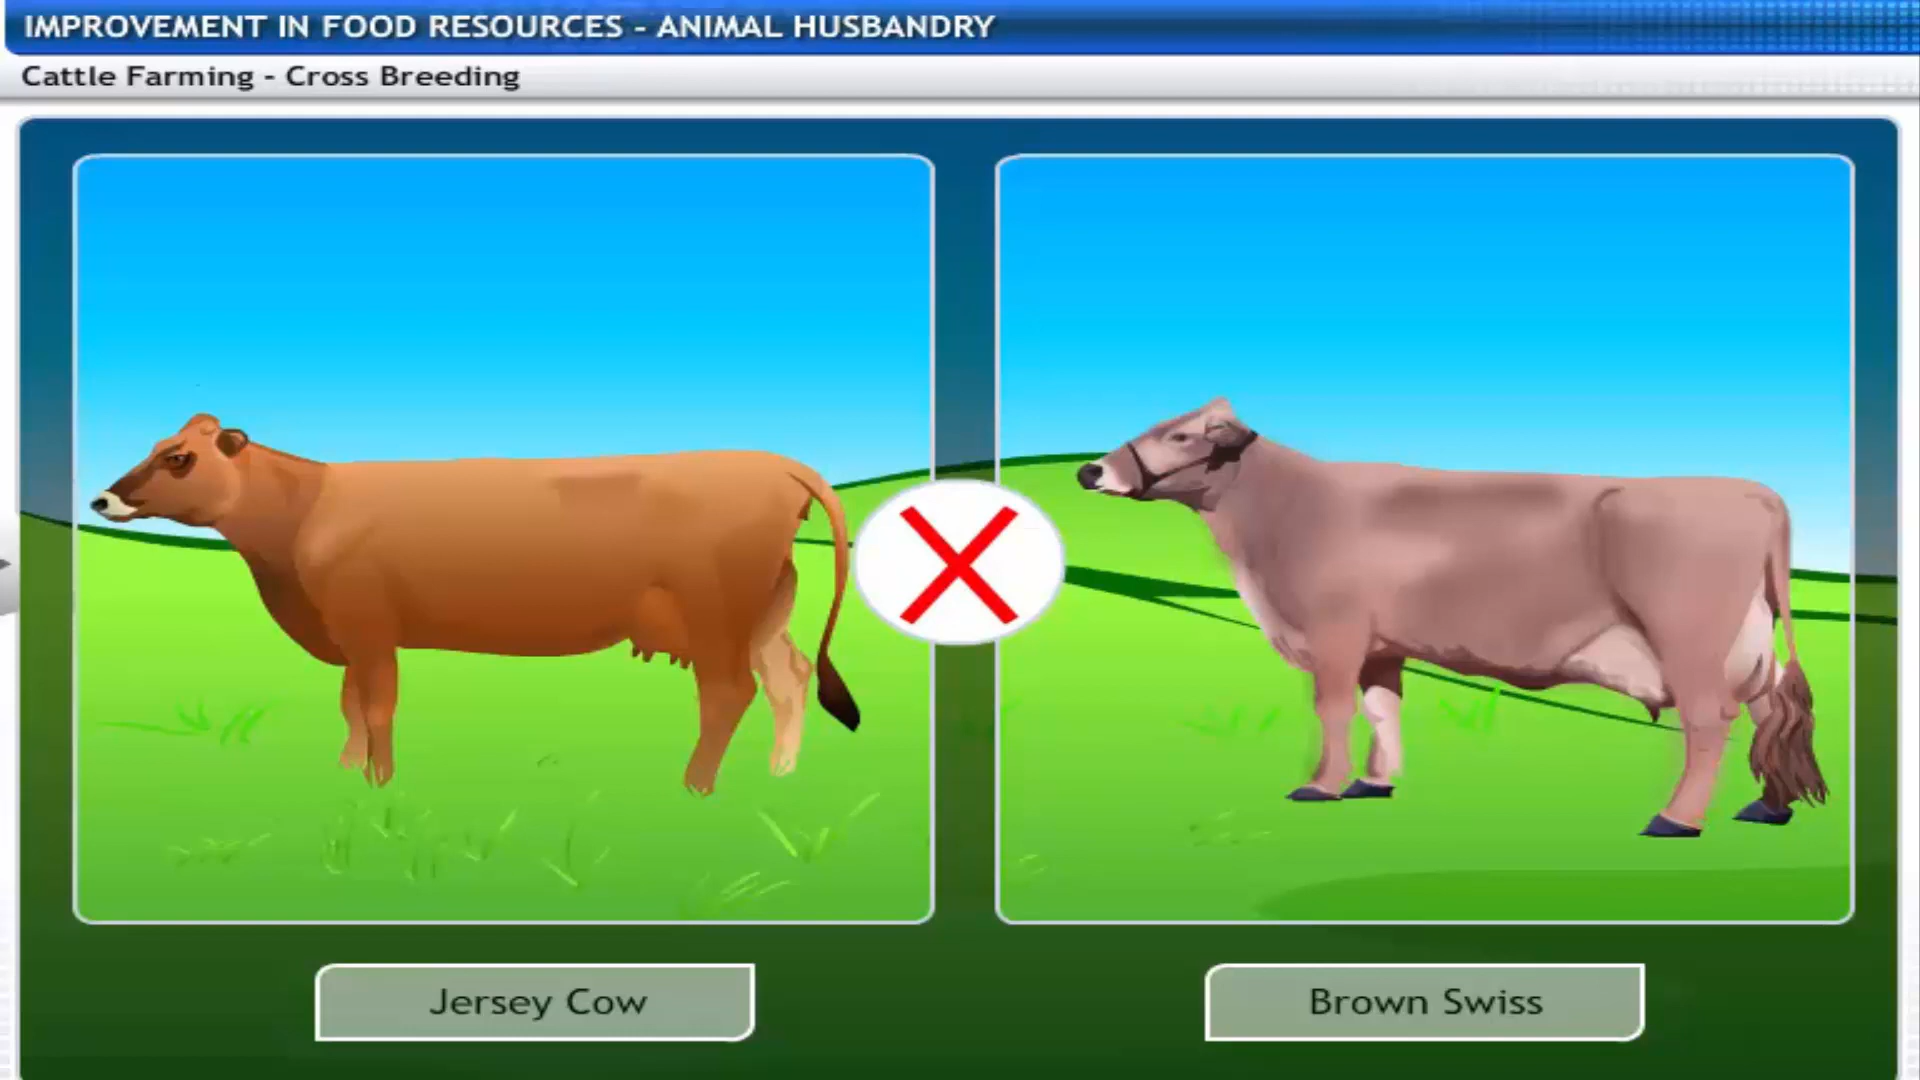 IMPROVEMENT IN FOOD RESOURCES - ANIMAL HUSBANDRY
Cattle Farming - Cross Breeding
Jersey Cow
Brown Swiss